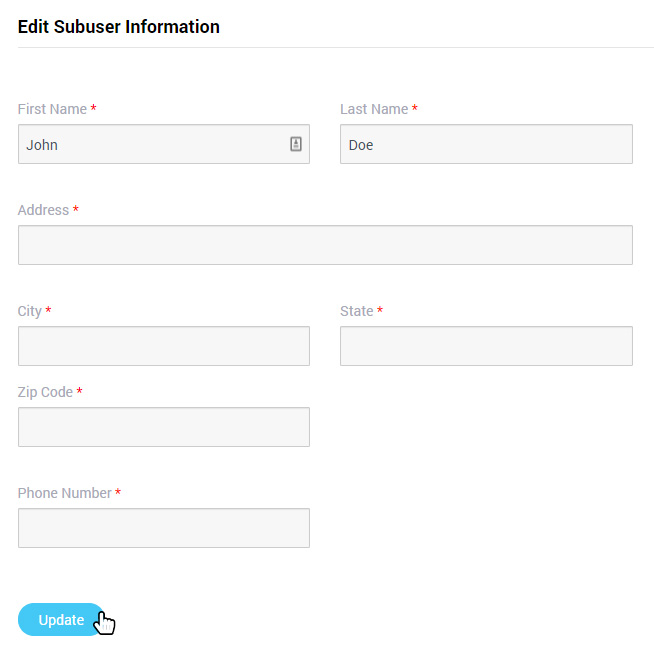 Edit Subuser Information
First Name * Last Name *
John Doe
Address *
City * State *
Zip Code *
Phone Number *
Update